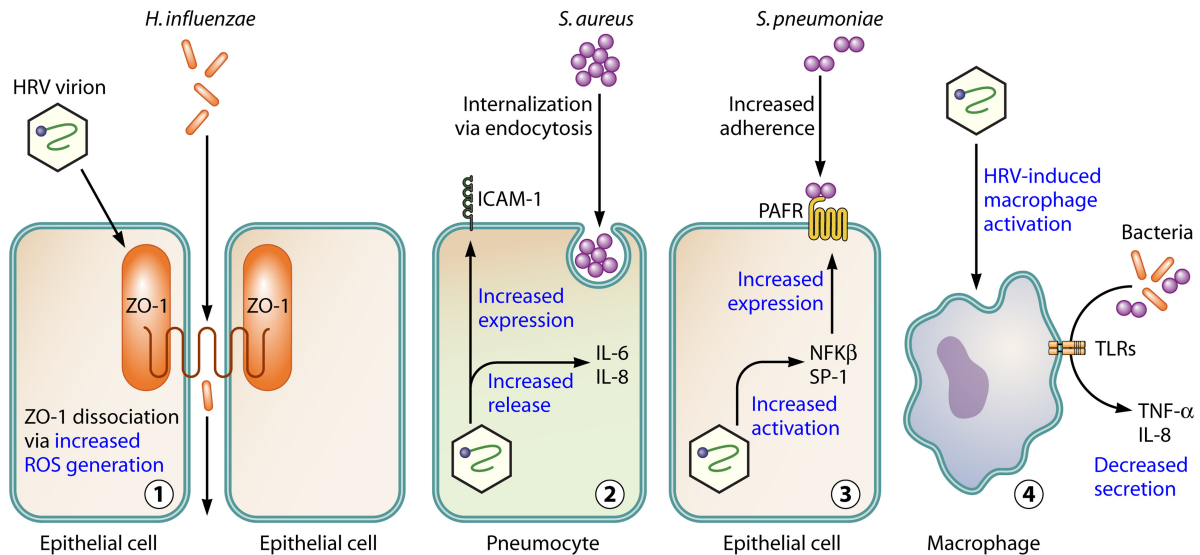 H. influenzae
HRV virion
ZO-1
ZO-1
ZO-1 dissociation
via increased
ROS generation
1
Epithelial cell
Epithelial cell
S. aureus
Internalization
via endocytosis
ICAM-1
Increased
expression
IL-6
IL-8
Increased
release
2
Pneumocyte
S. pneumoniae
Increased
adherence
PAFR
Increased
expression
NFKβ
SP-1
Increased
activation
3
Epithelial cell
HRV-induced
macrophage
activation
Bacteria
TLRs
TNF-α
IL-8
Decreased
secretion
4
Macrophage